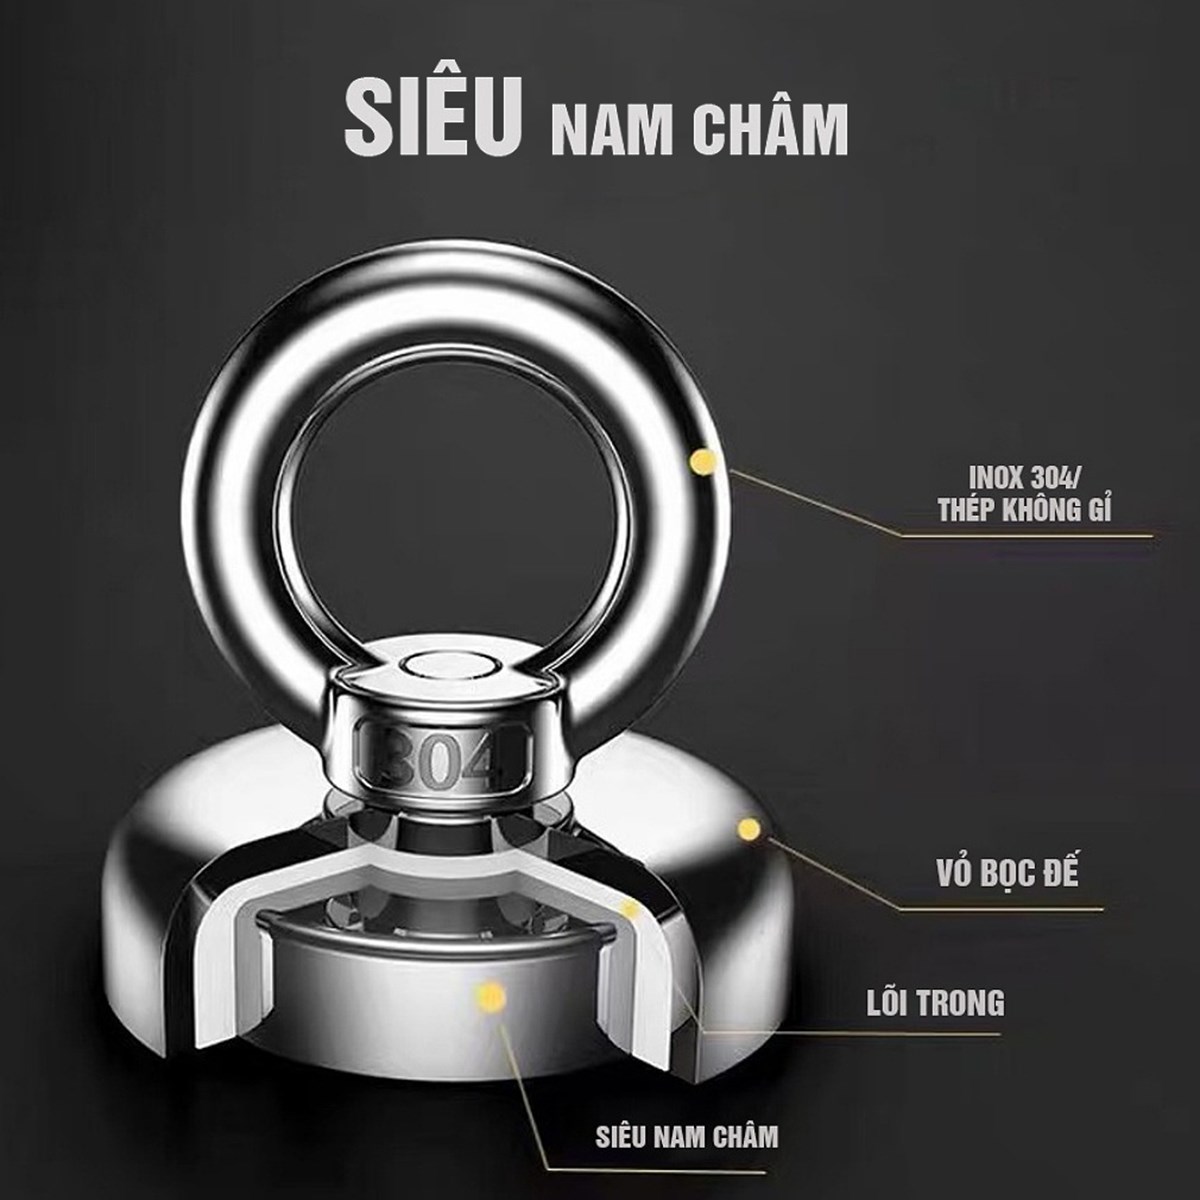 SIÊU NAM CHÂM
INOX 304/
THÉP KHÔNG GỈ
304
VỎ BỌC ĐẾ
LÕI TRONG
SIÊU NAM CHÂM